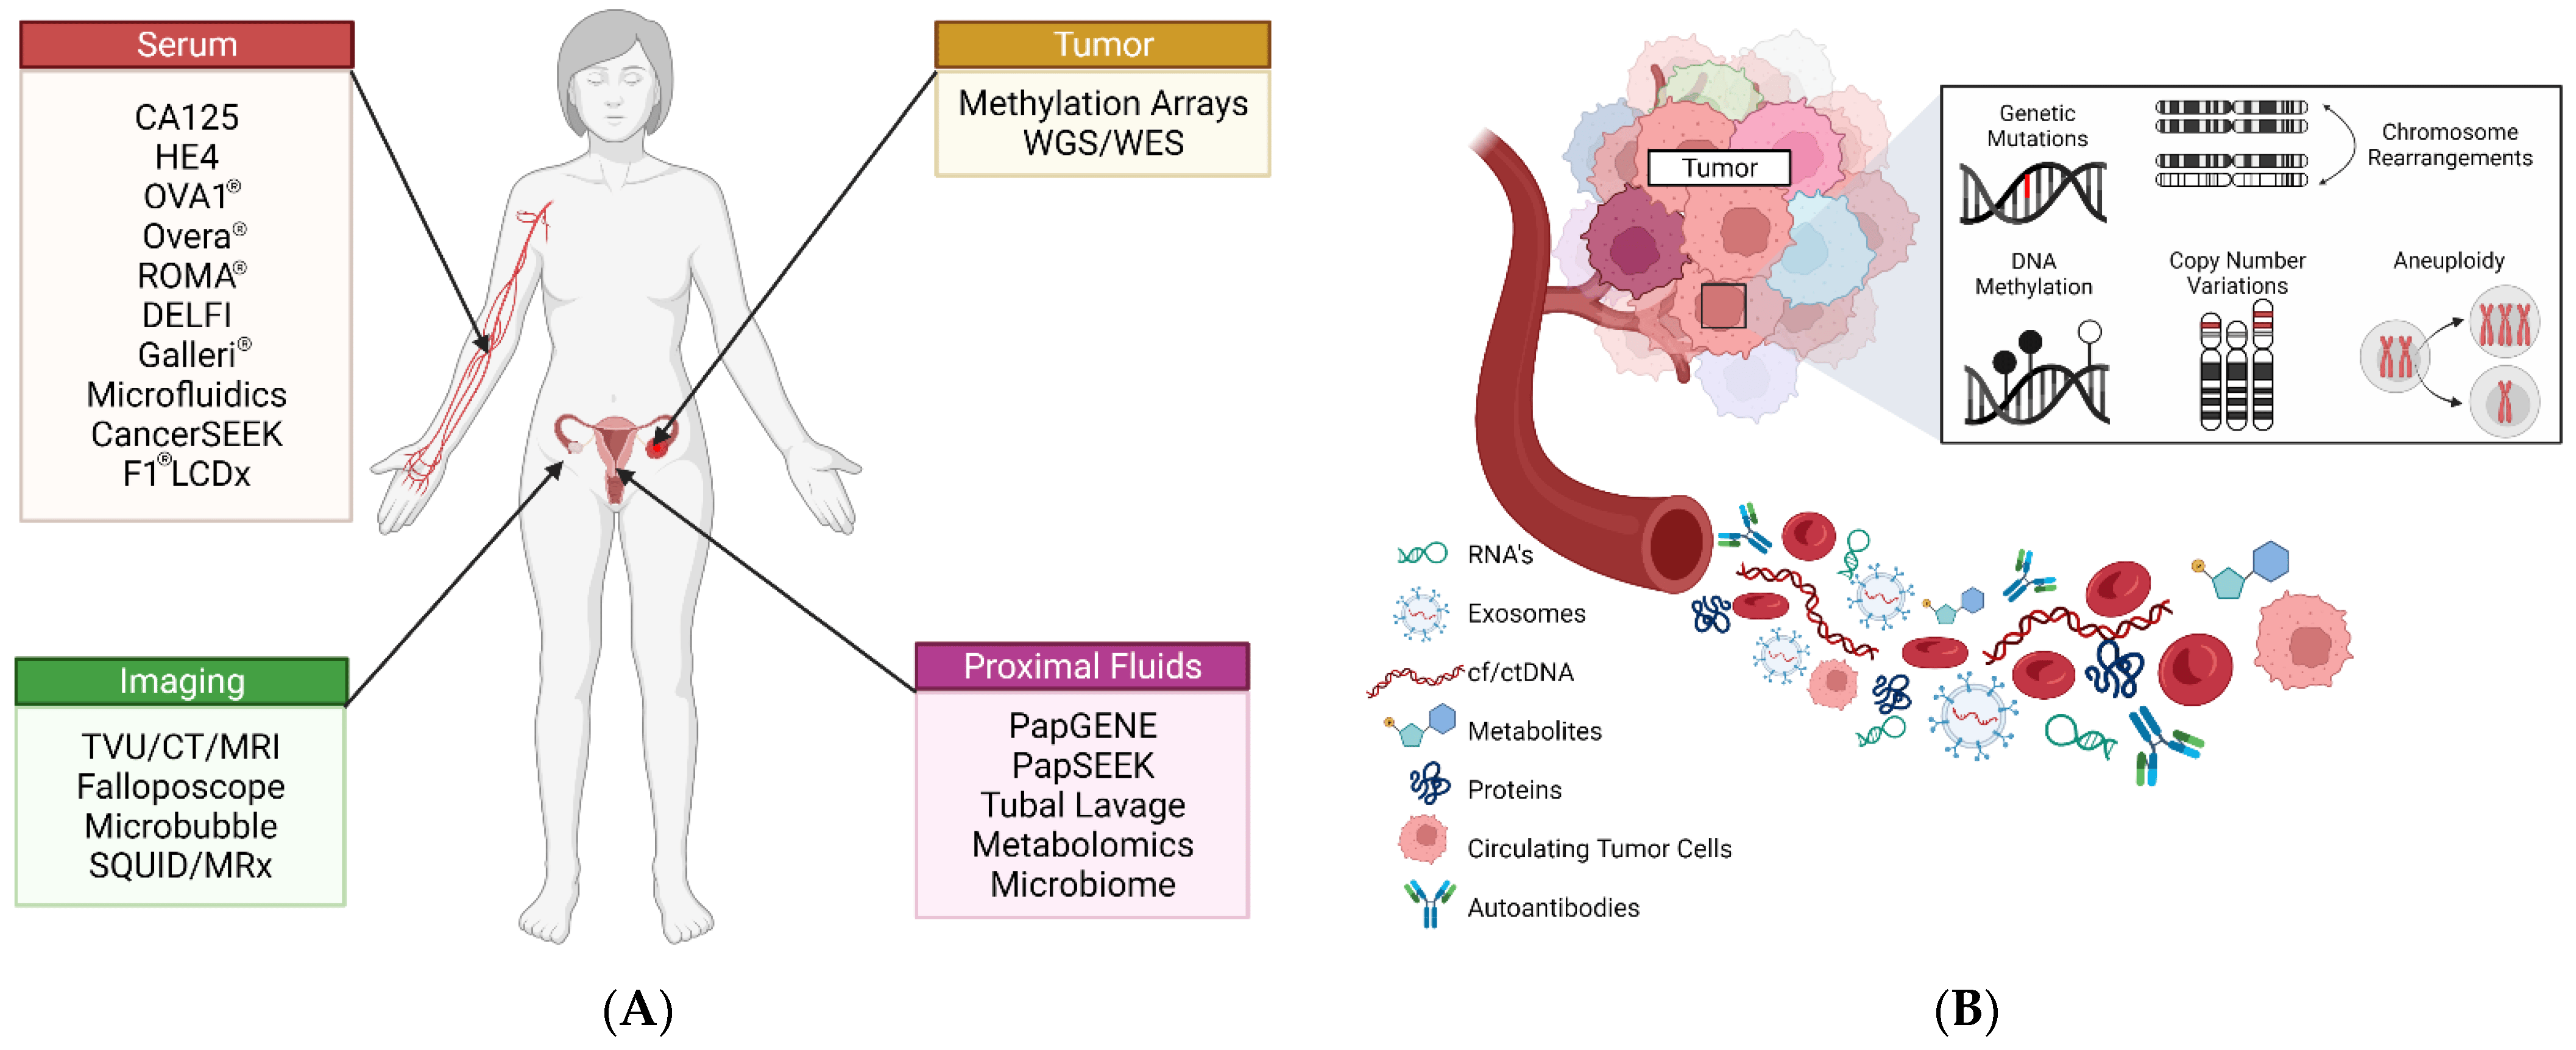 Serum
CA125
HE4
OVA1®
Overa®
ROMA®
DELFI
Galleri®
Microfluidics
CancerSEEK
F1®LCDx
Tumor
Methylation Arrays
WGS/WES
Imaging
TVU/CT/MRI
Falloposcope
Microbubble
SQUID/MRx
Proximal Fluids
PapGENE
PapSEEK
Tubal Lavage
Metabolomics
Microbiome
(A)
Tumor
Genetic
Mutations
Chromosome
Rearrangements
DNA
Methylation
Copy Number
Variations
Aneuploidy
RNA's
Exosomes
cf/ctDNA
Metabolites
Proteins
Circulating Tumor Cells
Autoantibodies
(B)